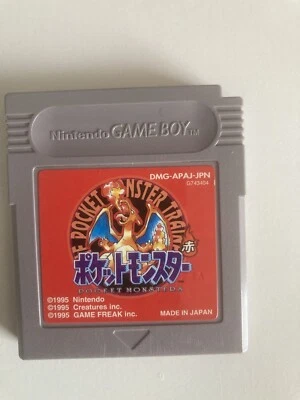 Nintendo GAME BOY TM
DMG-APAJ-JPN
POCKET MONSTER TRAINER
赤
ポケットモンスター
POCKET MONSTERS
©1995 Nintendo
©1995 Creatures inc.
©1995 GAME FREAK inc.
MADE IN JAPAN